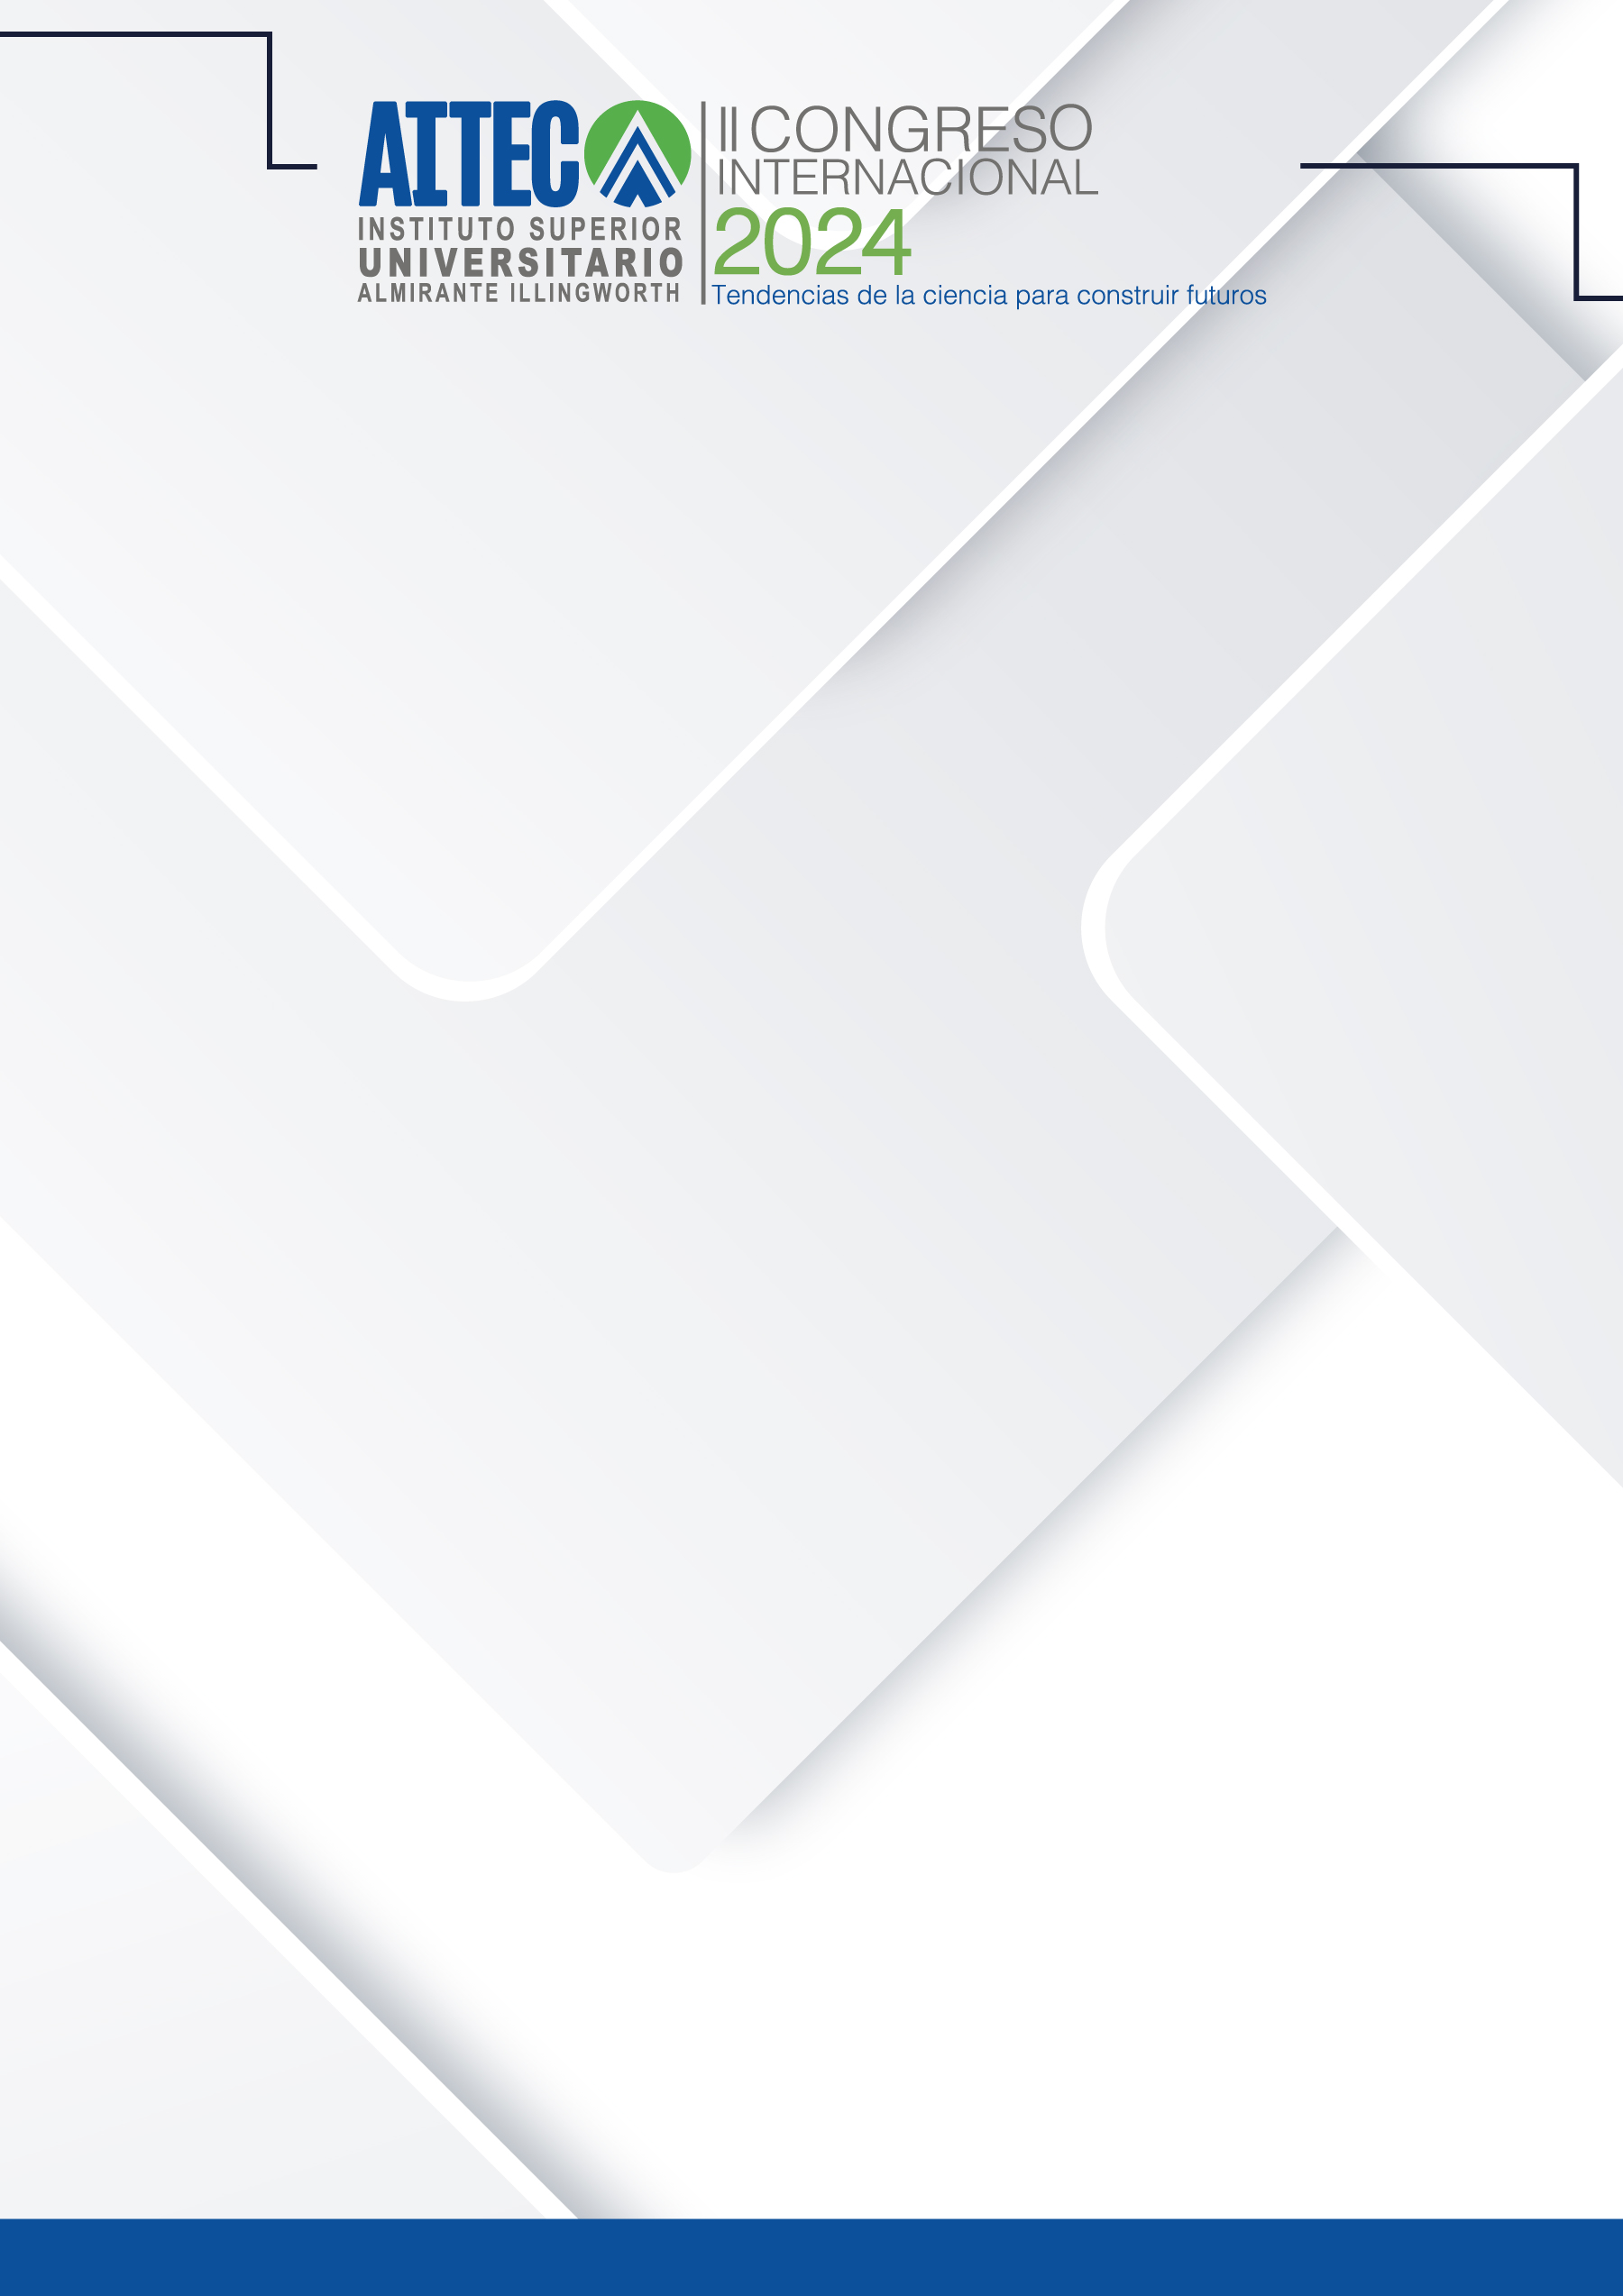 AITEC
INSTITUTO SUPERIOR
UNIVERSITARIO
ALMIRANTE ILLINGWORTH
II CONGRESO
INTERNACIONAL
2024
Tendencias de la ciencia para construir futuros